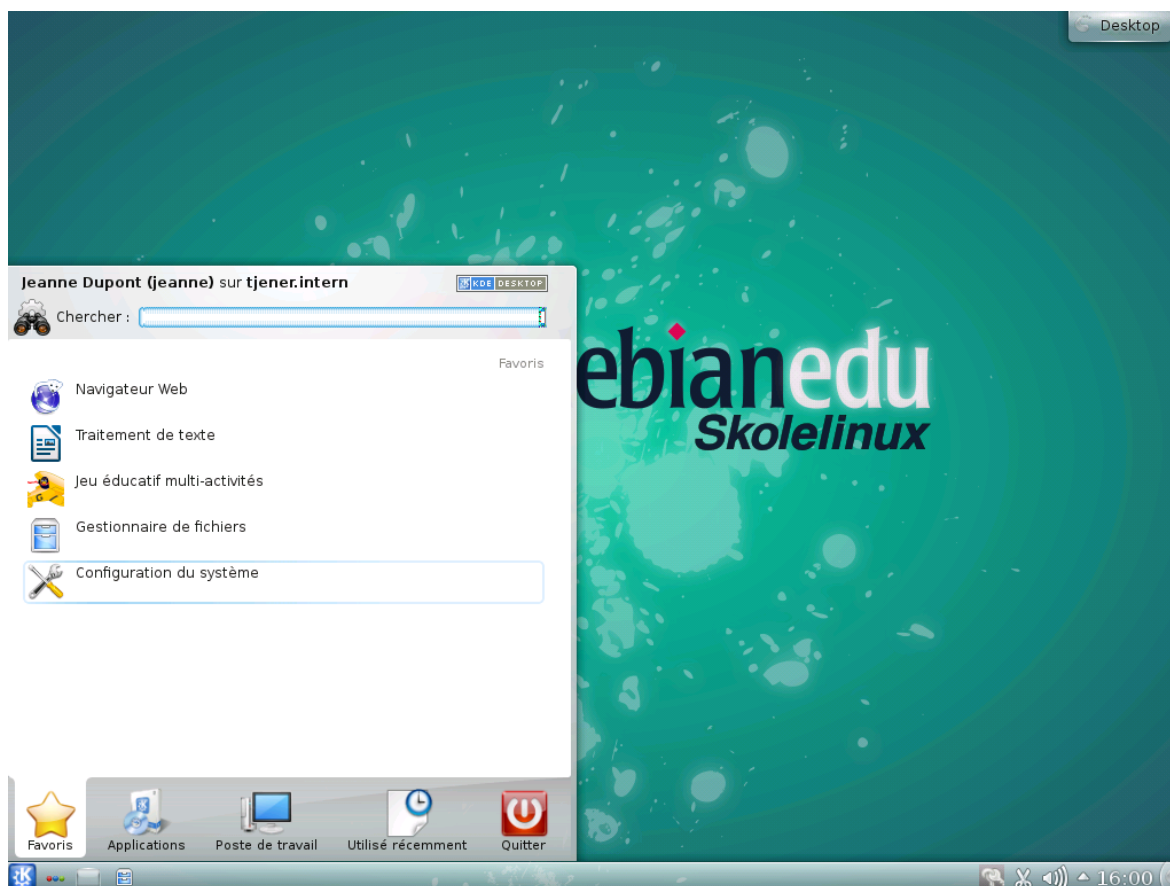 Desktop
Jeanne Dupont (jeanne) sur tjener.intern
KDE DESKTOP
Chercher :
Favoris
Navigateur Web
Traitement de texte
Jeu éducatif multi-activités
Gestionnaire de fichiers
Configuration du système
ebianedu
Skolelinux
Favoris
Applications
Poste de travail
Utilisé récemment
Quitter
16:00